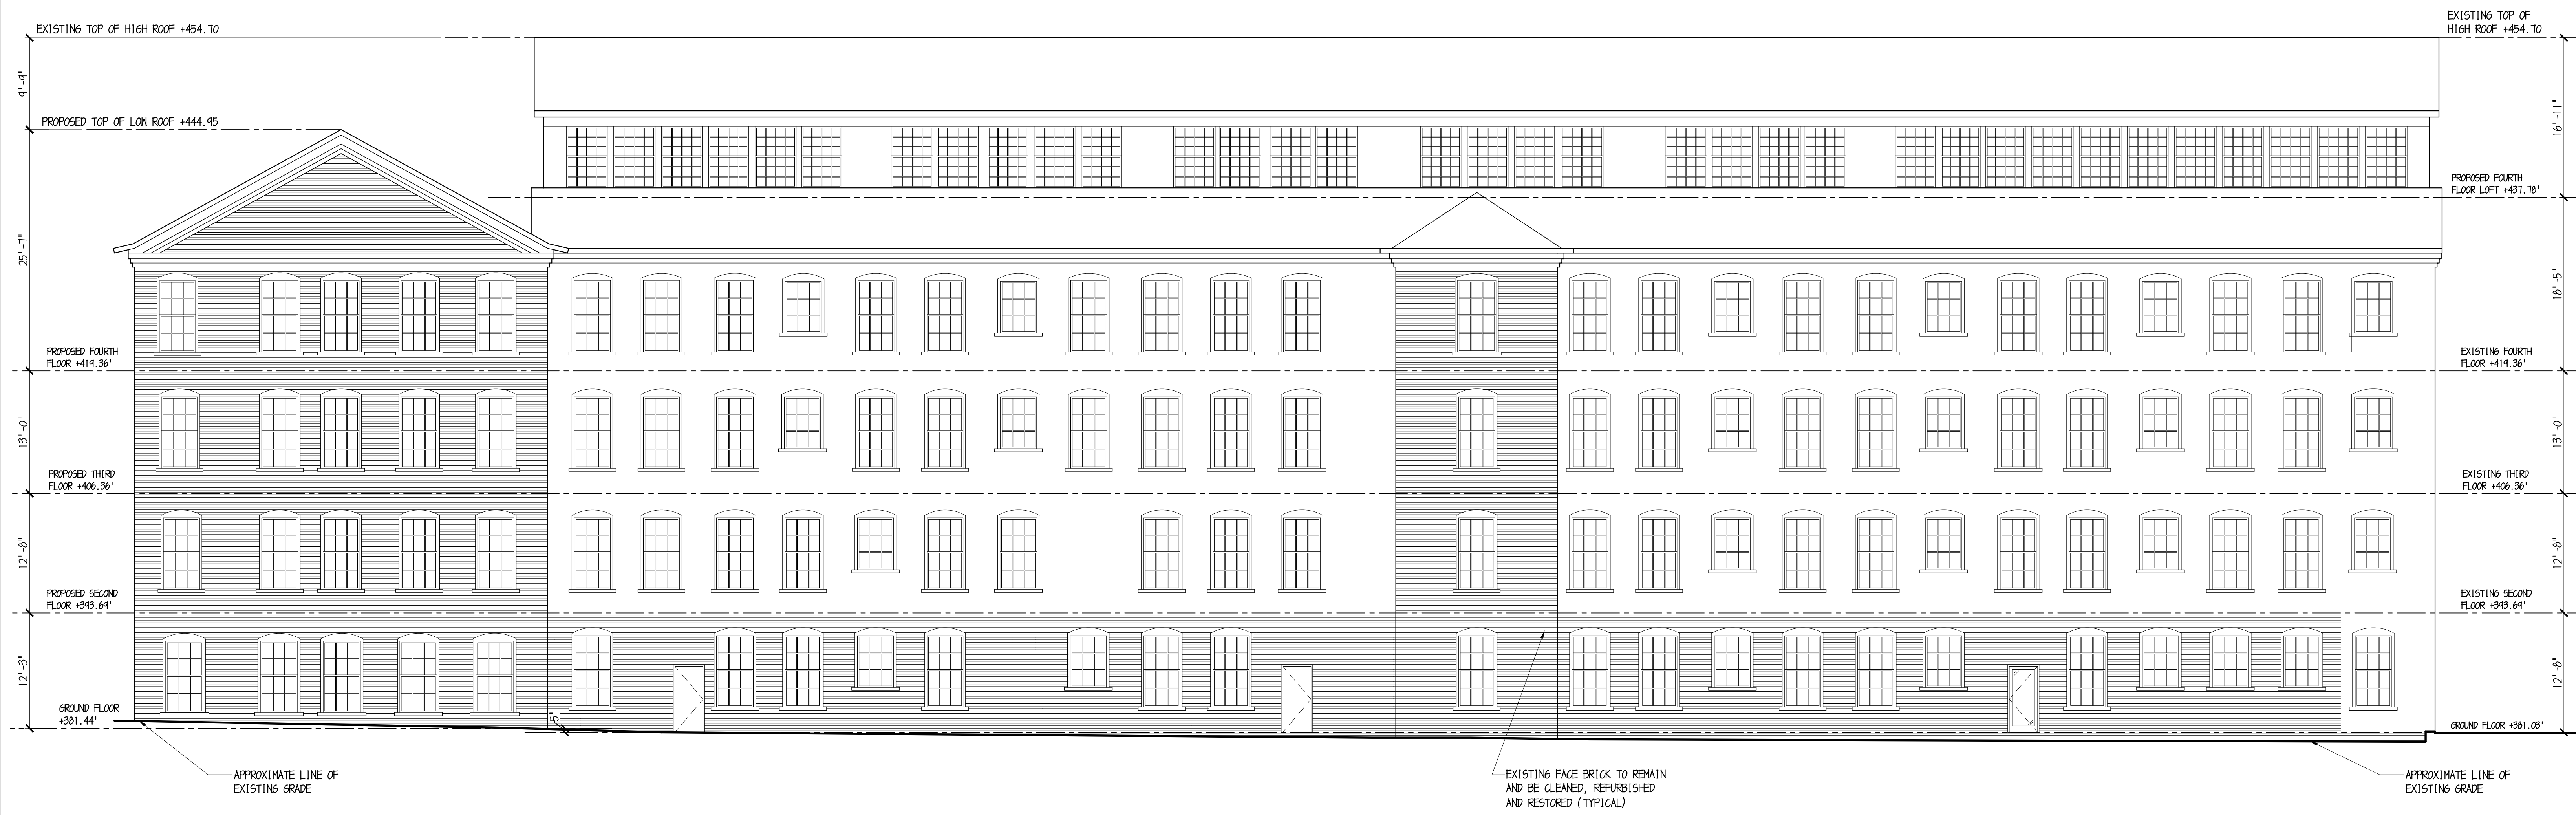 EXISTING TOP OF HIGH ROOF +454.70
EXISTING TOP OF
HIGH ROOF +454.70
9'-9"
16'-11"
PROPOSED TOP OF LOW ROOF +444.95
PROPOSED FOURTH
FLOOR LOFT +437.78'
25'-7"
18'-5"
PROPOSED FOURTH
FLOOR +419.36'
EXISTING FOURTH
FLOOR +419.36'
13'-0"
13'-0"
PROPOSED THIRD
FLOOR +406.36'
EXISTING THIRD
FLOOR +406.36'
12'-8"
12'-8"
PROPOSED SECOND
FLOOR +393.69'
EXISTING SECOND
FLOOR +393.69'
12'-3"
12'-8"
GROUND FLOOR
+381.44'
5"
GROUND FLOOR +381.03'
APPROXIMATE LINE OF
EXISTING GRADE
EXISTING FACE BRICK TO REMAIN
AND BE CLEANED, REFURBISHED
AND RESTORED (TYPICAL)
APPROXIMATE LINE OF
EXISTING GRADE